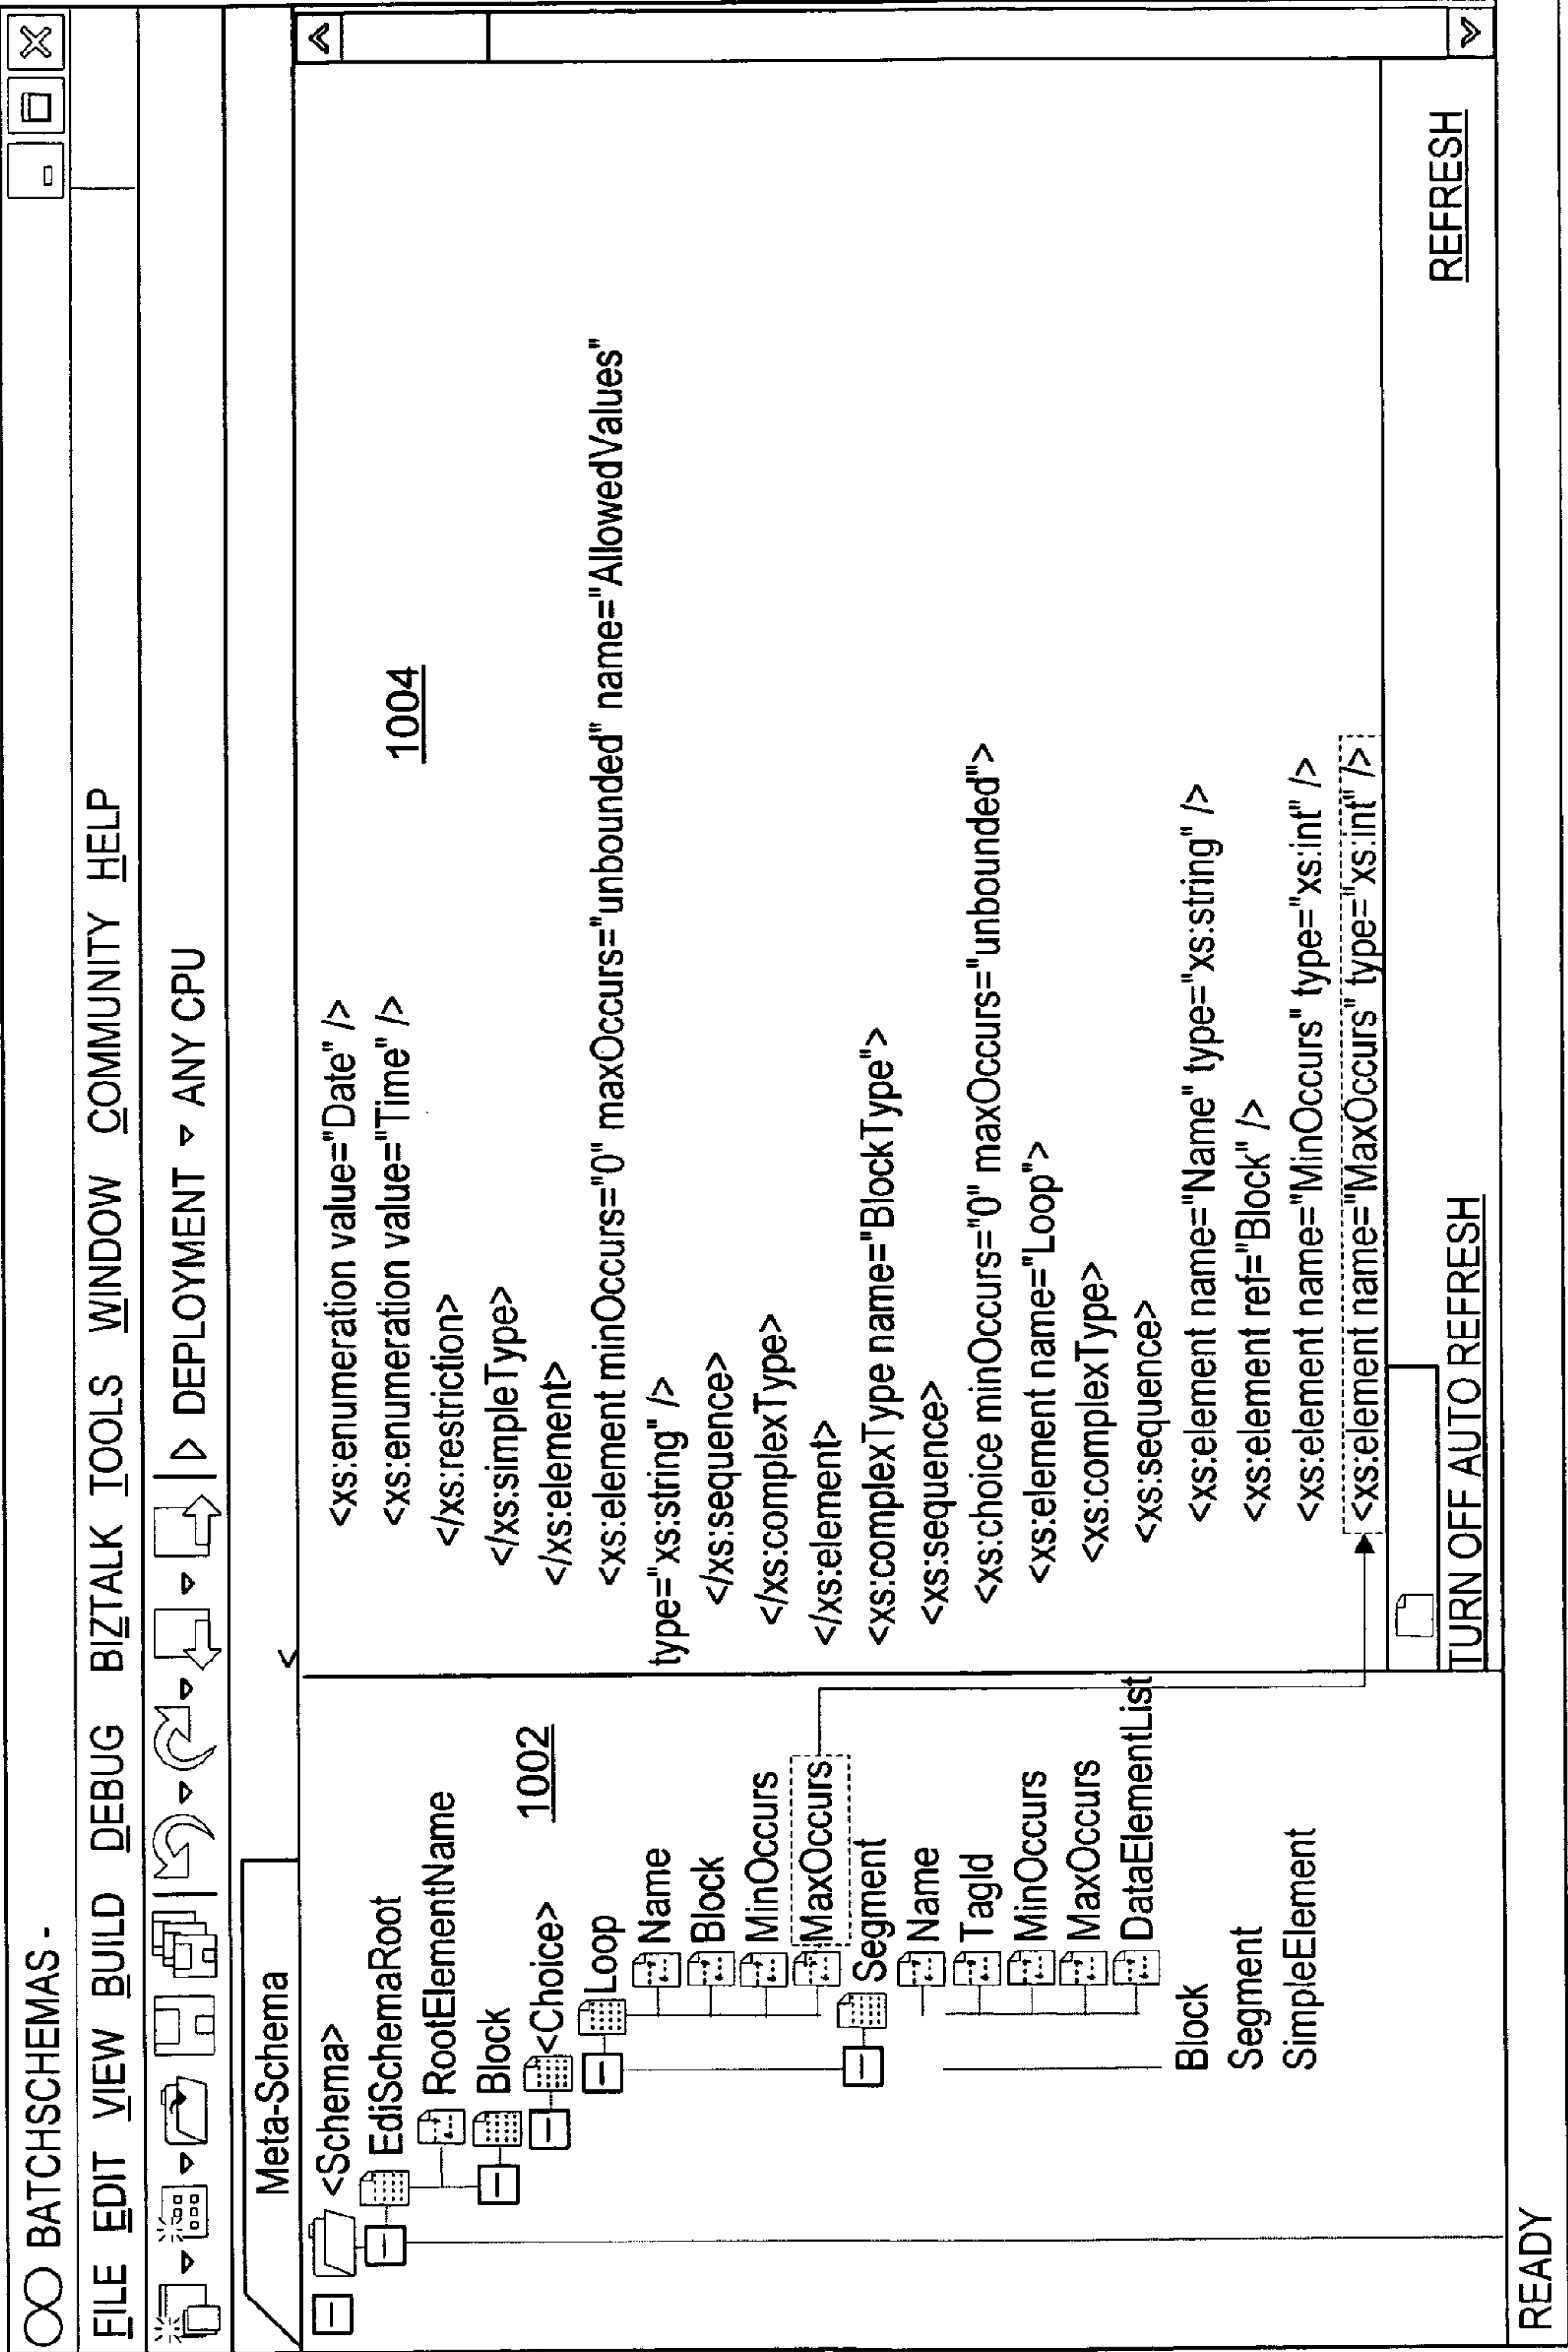 BATCHSCHEMAS -
FILE EDIT VIEW BUILD DEBUG BIZTALK TOOLS WINDOW COMMUNITY HELP
DEPLOYMENT ANY CPU
Meta-Schema
<Schema>
EdiSchemaRoot
RootElementName
Block
<Choice>
1002
Loop
Name
Block
MinOccurs
MaxOccurs
Segment
Name
TagId
MinOccurs
MaxOccurs
DataElementList
Block
Segment
SimpleElement
<xs:enumeration value="Date" />
<xs:enumeration value="Time" />
1004
</xs:restriction>
</xs:simpleType>
</xs:element>
<xs:element minOccurs="0" maxOccurs="unbounded" name="AllowedValues"
type="xs:string" />
</xs:sequence>
</xs:complexType>
</xs:element>
<xs:complexType name="BlockType">
<xs:sequence>
<xs:choice minOccurs="0" maxOccurs="unbounded">
<xs:element name="Loop">
<xs:complexType>
<xs:sequence>
<xs:element name="Name" type="xs:string" />
<xs:element ref="Block" />
<xs:element name="MinOccurs" type="xs:int" />
<xs:element name="MaxOccurs" type="xs:int" />
TURN OFF AUTO REFRESH REFRESH
READY